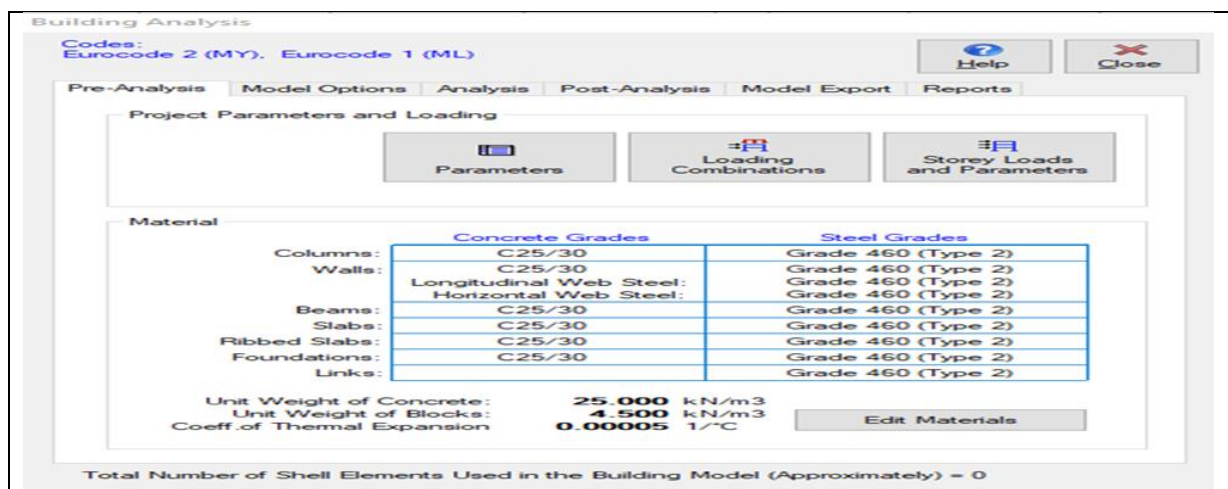 Building Analysis
Codes:
Eurocode 2 (MY), Eurocode 1 (ML)
Help
Close
Pre-Analysis Model Options Analysis Post-Analysis Model Export Reports
Project Parameters and Loading
Parameters
Loading
Combinations
Storey Loads
and Parameters
Material
Concrete Grades Steel Grades
Columns: C25/30 Grade 460 (Type 2)
Walls: C25/30 Grade 460 (Type 2)
Longitudinal Web Steel: Grade 460 (Type 2)
Horizontal Web Steel: Grade 460 (Type 2)
Beams: C25/30 Grade 460 (Type 2)
Slabs: C25/30 Grade 460 (Type 2)
Ribbed Slabs: C25/30 Grade 460 (Type 2)
Foundations: C25/30 Grade 460 (Type 2)
Links: Grade 460 (Type 2)
Unit Weight of Concrete: 25.000 kN/m3
Unit Weight of Blocks: 4.500 kN/m3
Coeff.of Thermal Expansion 0.00005 1/°C
Edit Materials
Total Number of Shell Elements Used in the Building Model (Approximately) = 0